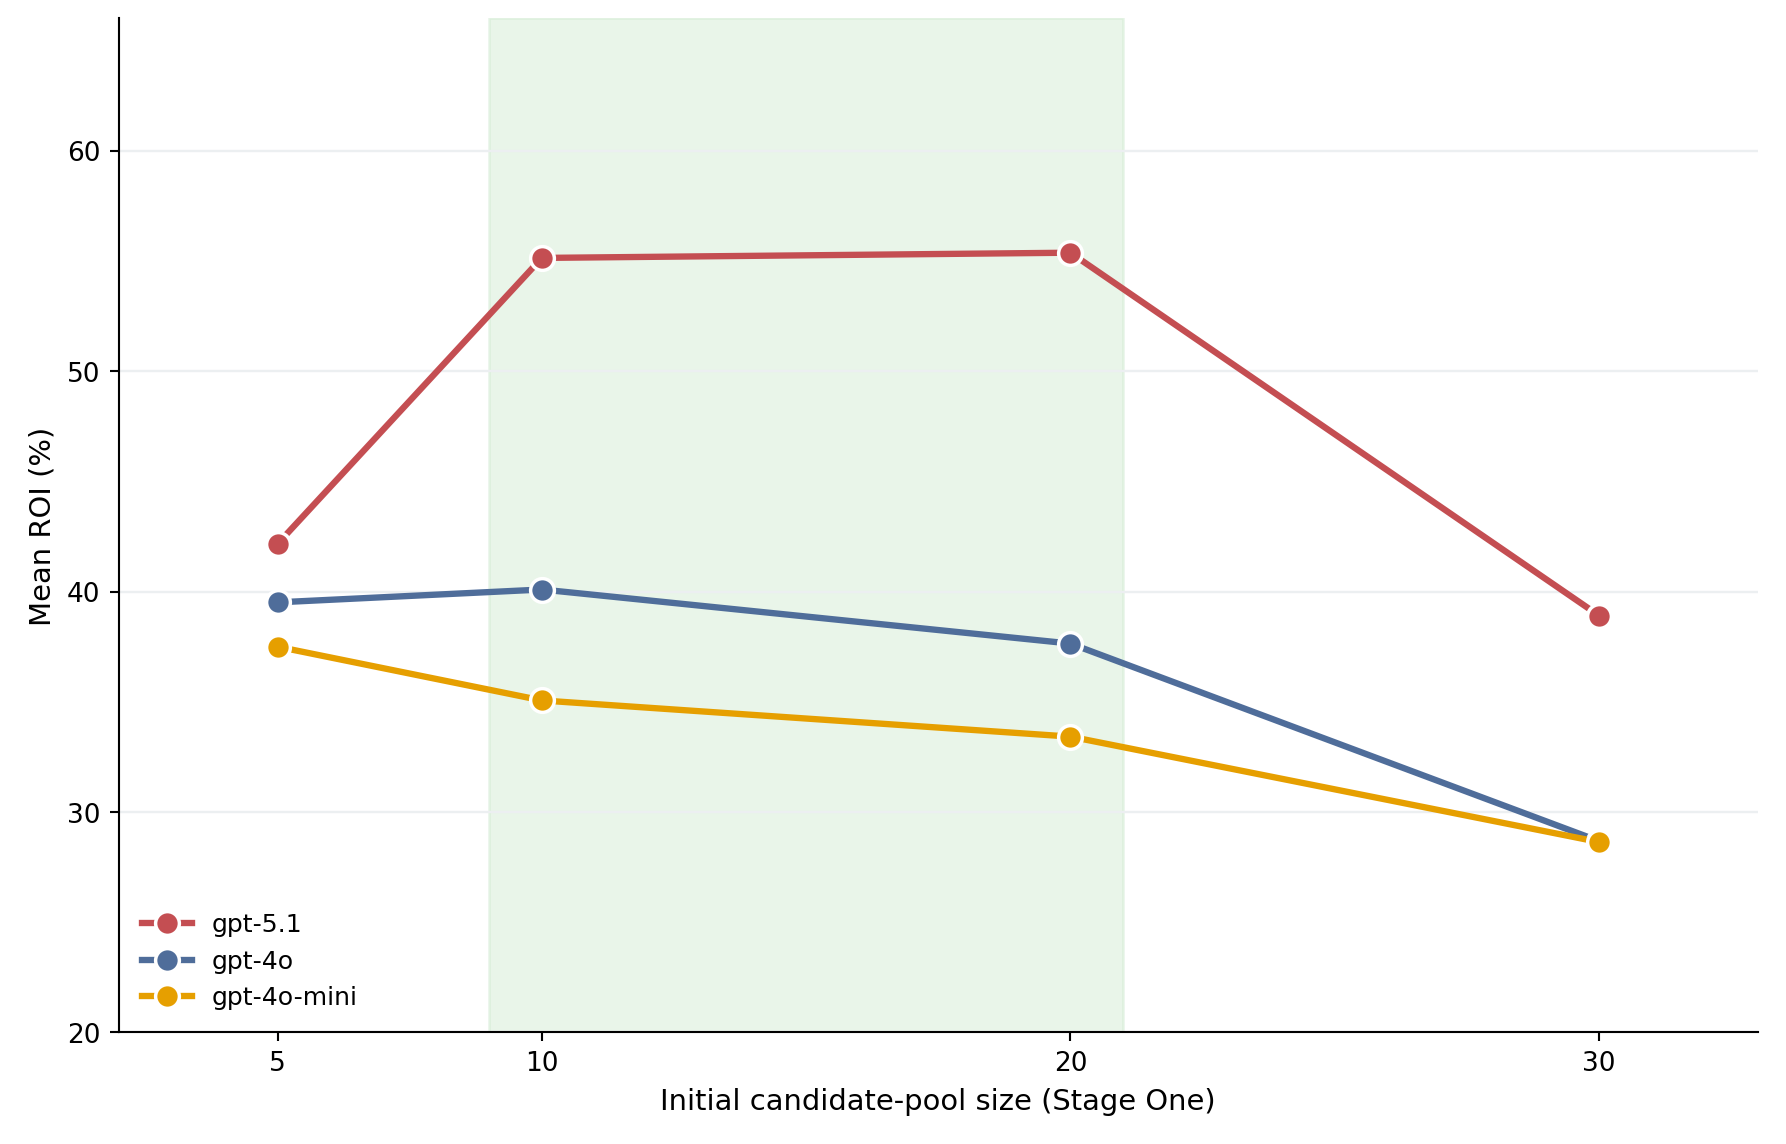 60
50
40
30
20
Mean ROI (%)
gpt-5.1
gpt-4o
gpt-4o-mini
5 10 20 30
Initial candidate-pool size (Stage One)